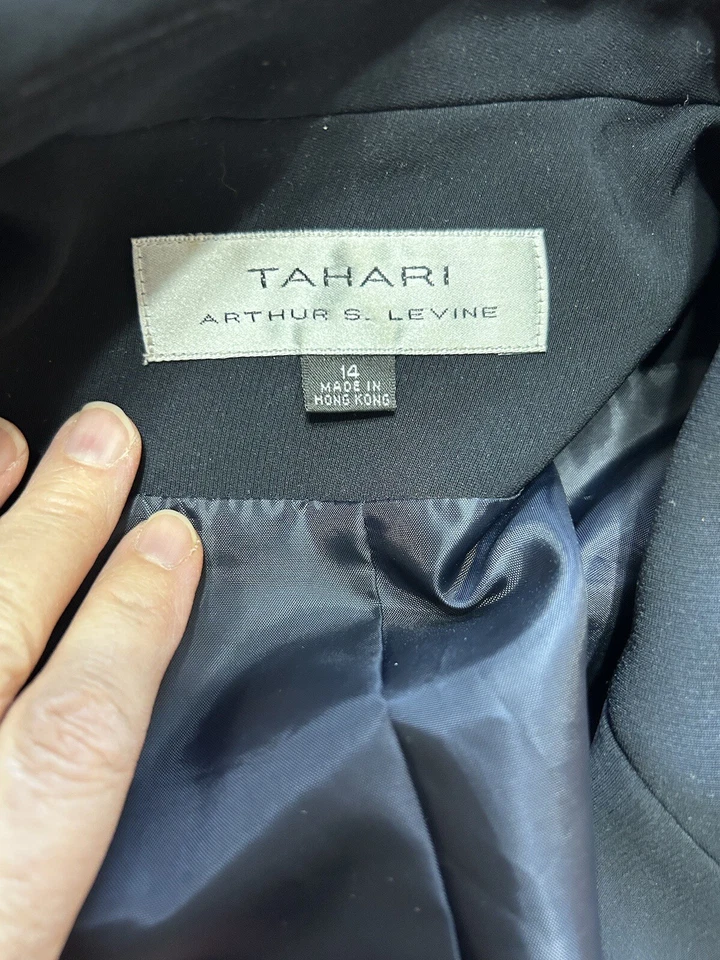 TAHARI
ARTHUR S. LEVINE
14
MADE IN
HONG KONG